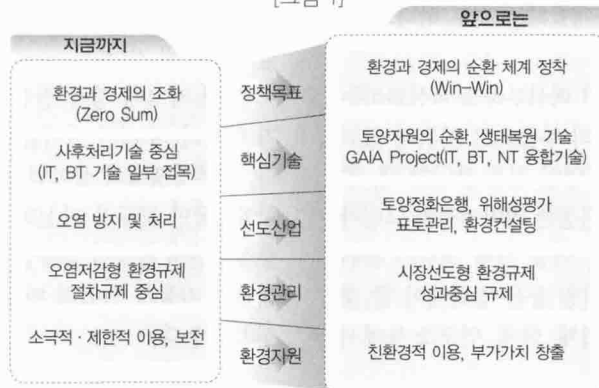 [그림 1]
지금까지
앞으로는
환경과 경제의 조화
(Zero Sum)
정책목표
환경과 경제의 순환 체계 정착
(Win-Win)
사후처리기술 중심
(IT, BT 기술 일부 접목)
핵심기술
토양자원의 순환, 생태복원 기술
GAIA Project(IT, BT, NT 융합기술)
오염 방지 및 처리
선도산업
토양정화은행, 위해성평가
표토관리, 환경컨설팅
오염저감형 환경규제
절차규제 중심
환경관리
시장선도형 환경규제
성과중심 규제
소극적·제한적 이용, 보전
환경자원
친환경적 이용, 부가가치 창출